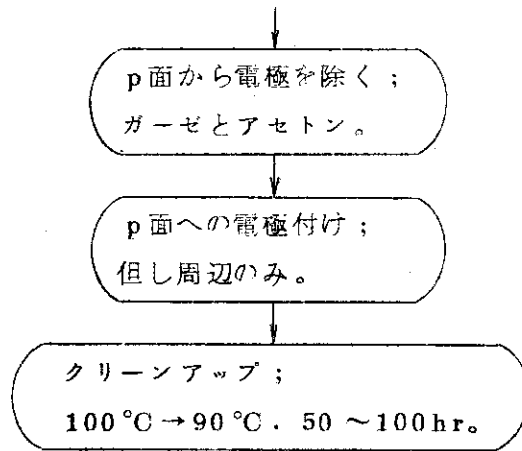 p面から電極を除く;
ガーゼとアセトン。
p面への電極付け;
但し周辺のみ。
クリーンアップ;
100℃→90℃. 50～100hr。